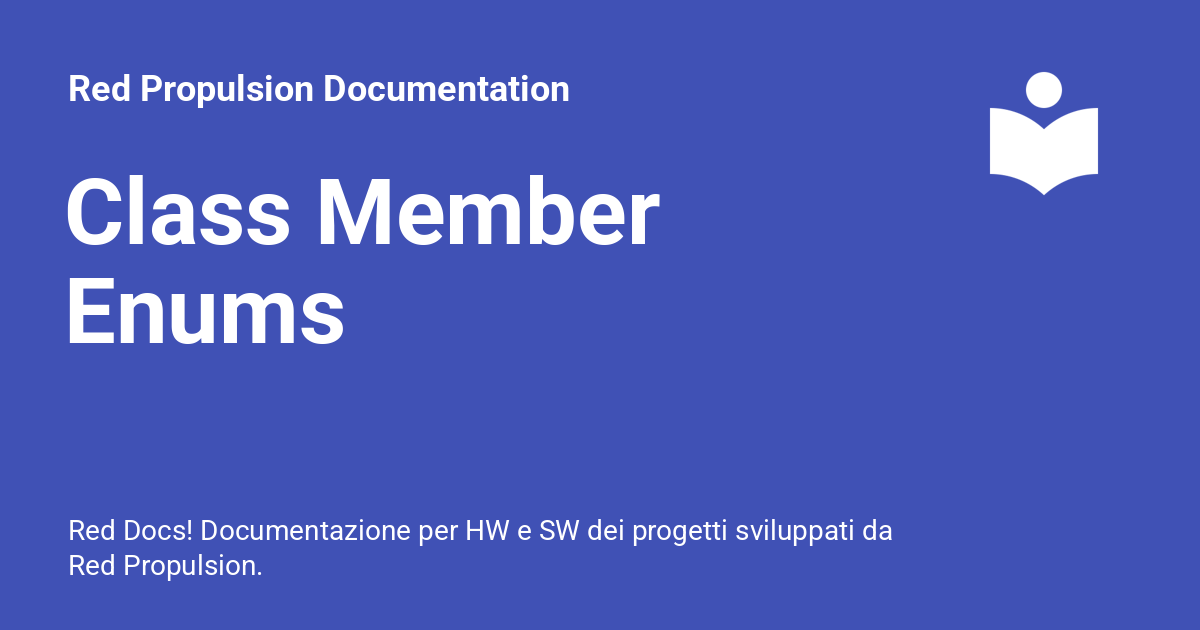 Red Propulsion Documentation
Class Member
Enums
Red Docs! Documentazione per HW e SW dei progetti sviluppati da
Red Propulsion.